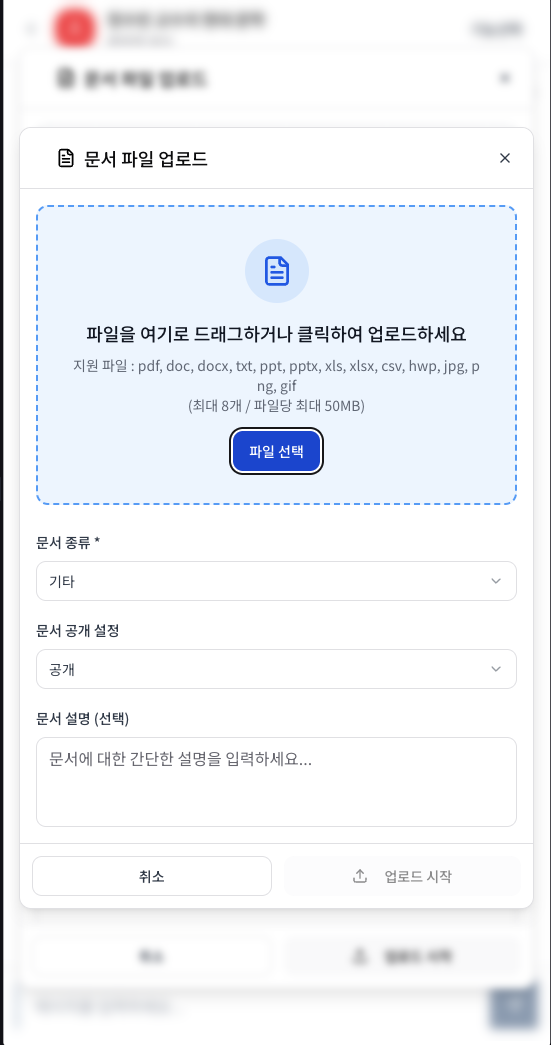 문서 파일 업로드
문서 파일 업로드
파일을 여기로 드래그하거나 클릭하여 업로드하세요
지원 파일 : pdf, doc, docx, txt, ppt, pptx, xls, xlsx, csv, hwp, jpg, p
ng, gif
(최대 8개 / 파일당 최대 50MB)
파일 선택
문서 종류 *
기타
문서 공개 설정
공개
문서 설명 (선택)
문서에 대한 간단한 설명을 입력하세요...
취소
업로드 시작
취소
업로드 시작